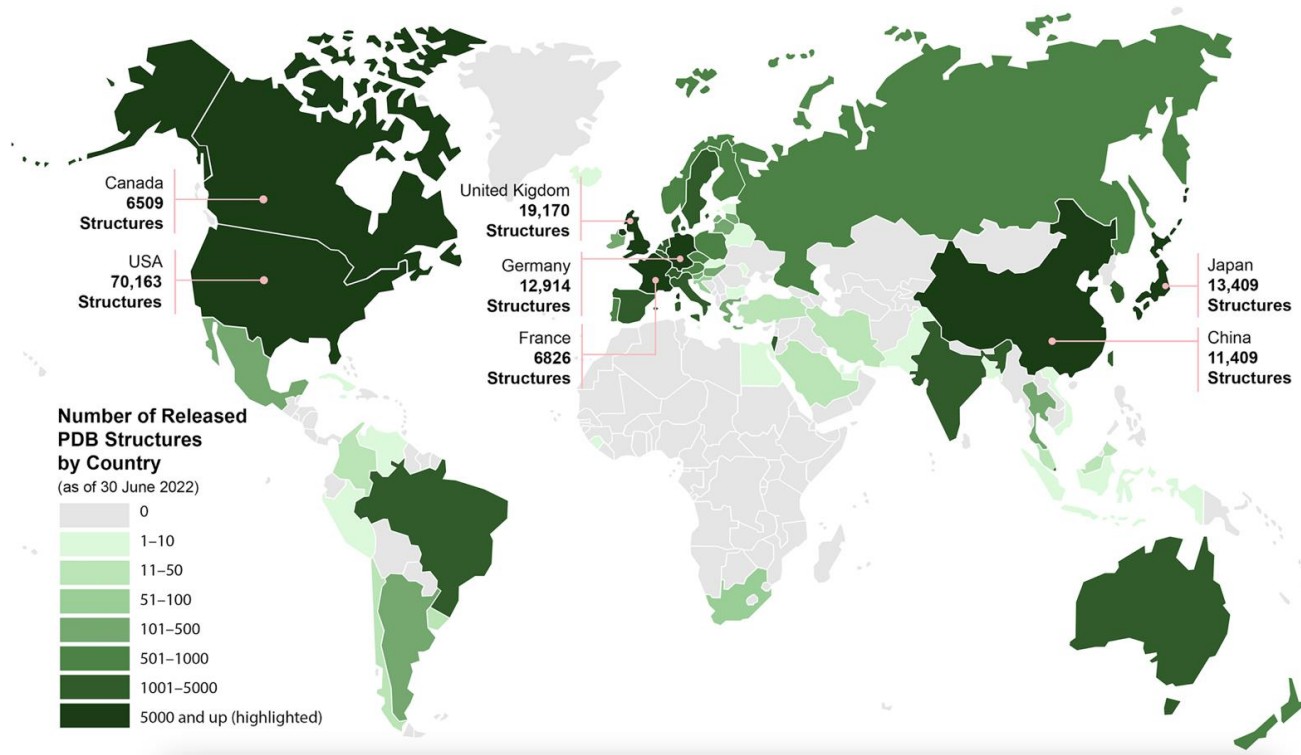 Canada
6509
Structures
USA
70,163
Structures
United Kigdom
19,170
Structures
Germany
12,914
Structures
France
6826
Structures
Japan
13,409
Structures
China
11,409
Structures
Number of Released
PDB Structures
by Country
(as of 30 June 2022)
0
1–10
11–50
51–100
101–500
501–1000
1001–5000
5000 and up (highlighted)